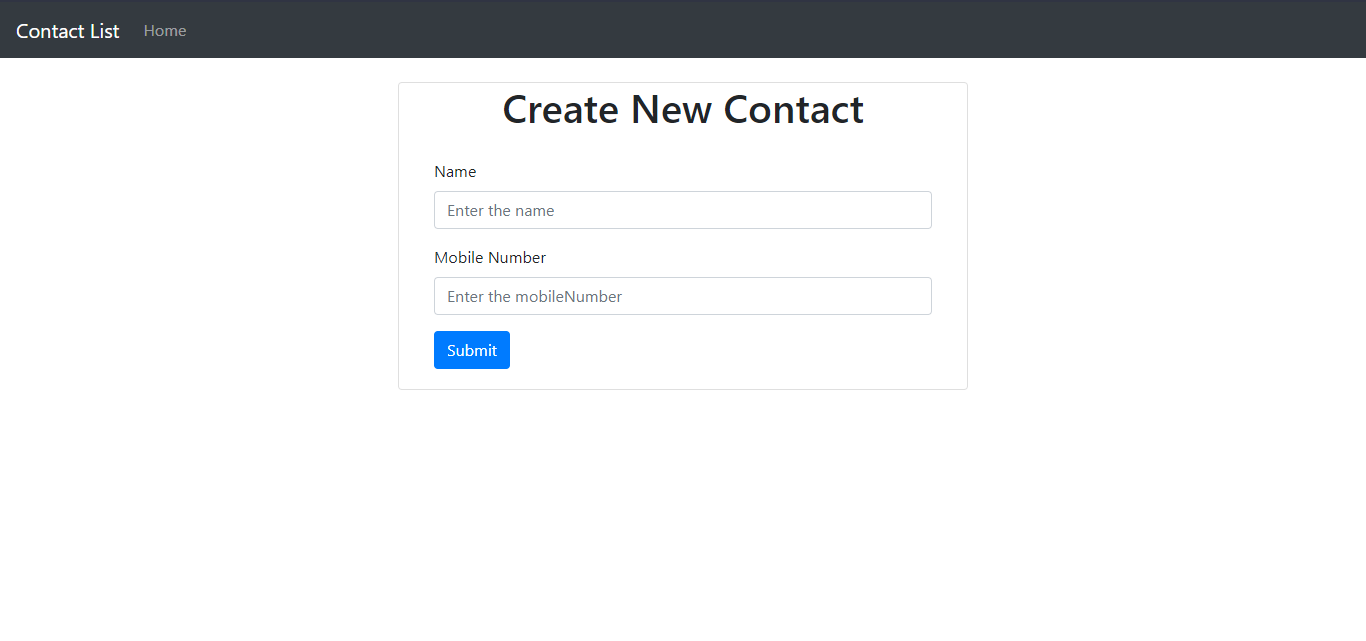 Contact List Home
Create New Contact
Name
Enter the name
Mobile Number
Enter the mobileNumber
Submit